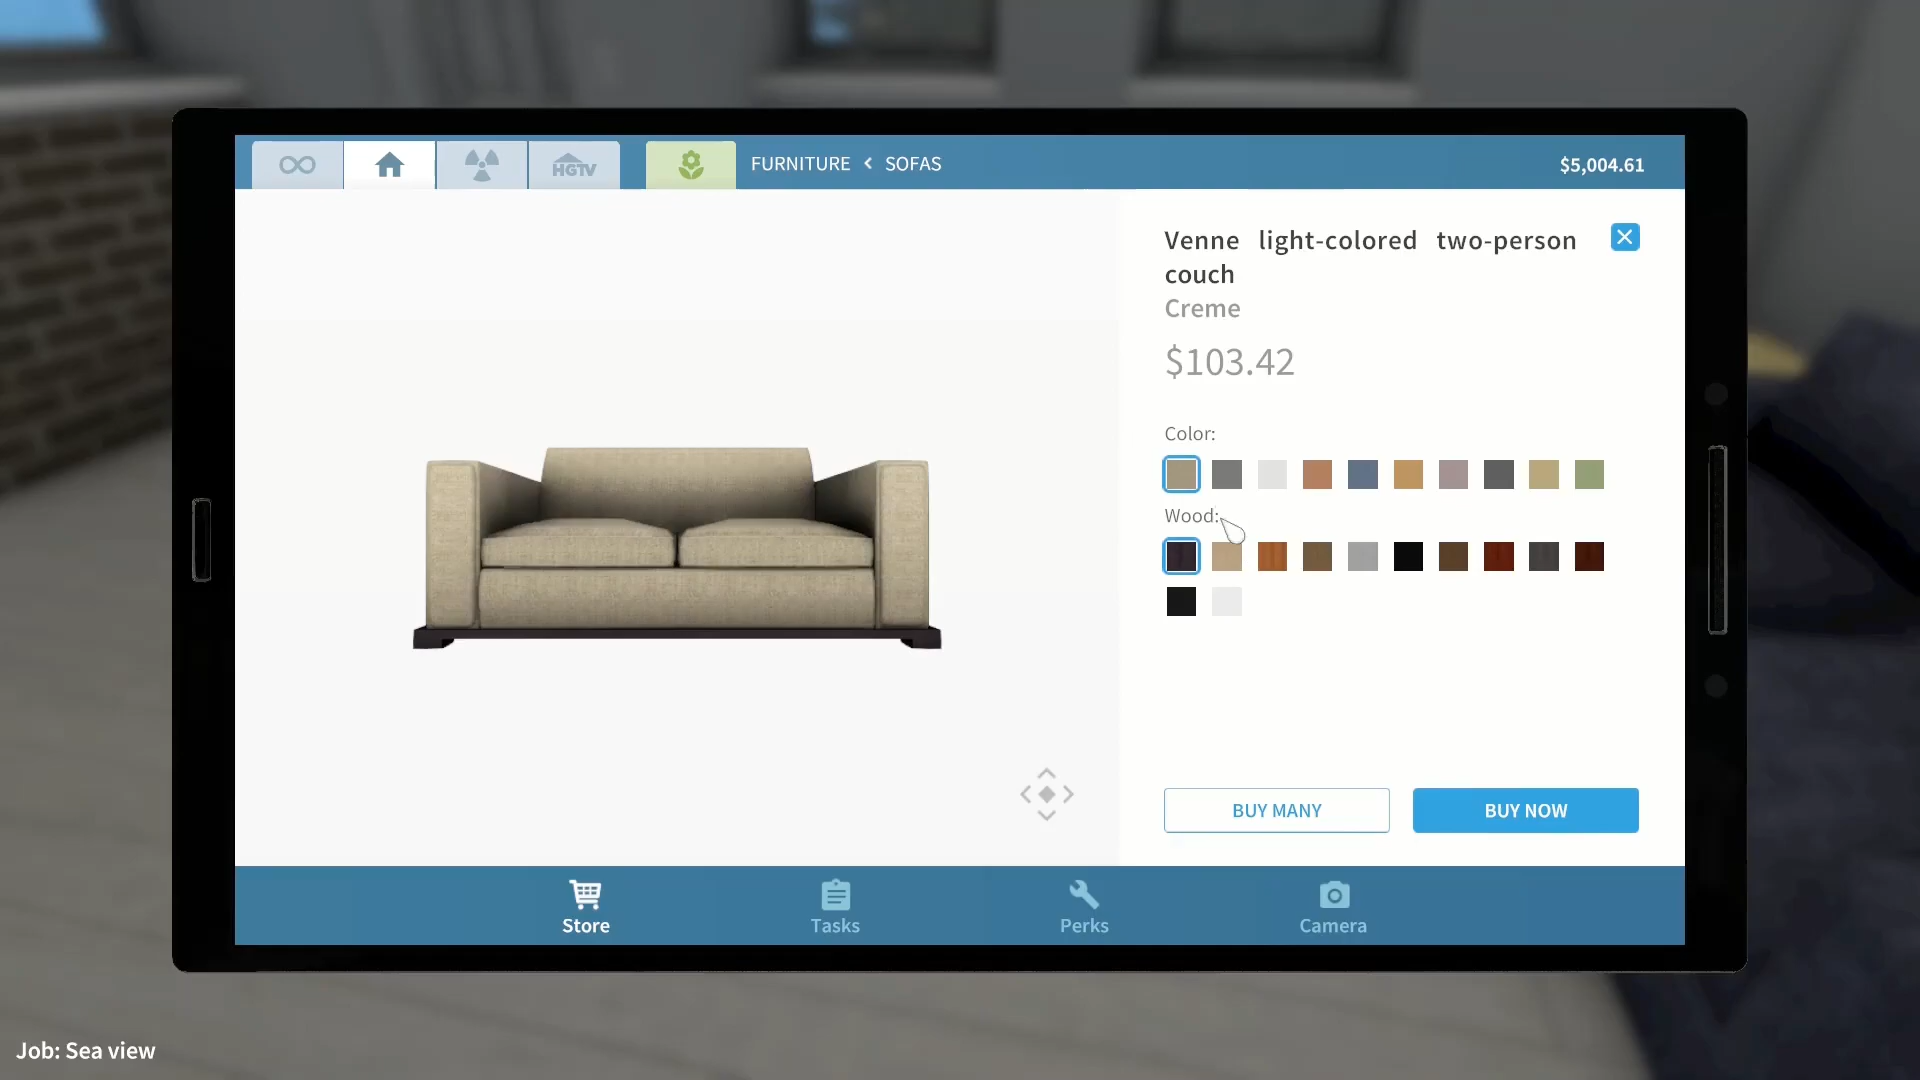 HGTV
FURNITURE < SOFAS
$5,004.61
Venne light-colored two-person
couch
Creme
$103.42
Color:
Wood:
BUY MANY
BUY NOW
Store
Tasks
Perks
Camera
Job: Sea view